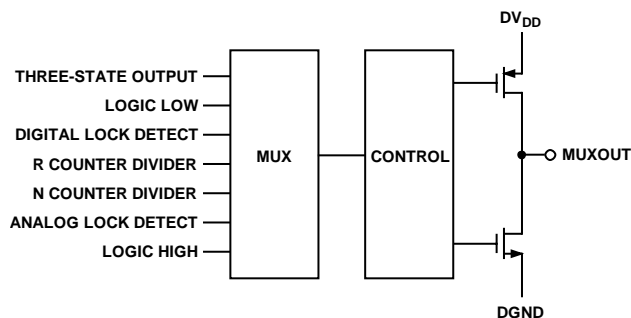 DVDD
THREE-STATE OUTPUT
LOGIC LOW
DIGITAL LOCK DETECT
R COUNTER DIVIDER
N COUNTER DIVIDER
ANALOG LOCK DETECT
LOGIC HIGH
MUX
CONTROL
MUXOUT
DGND